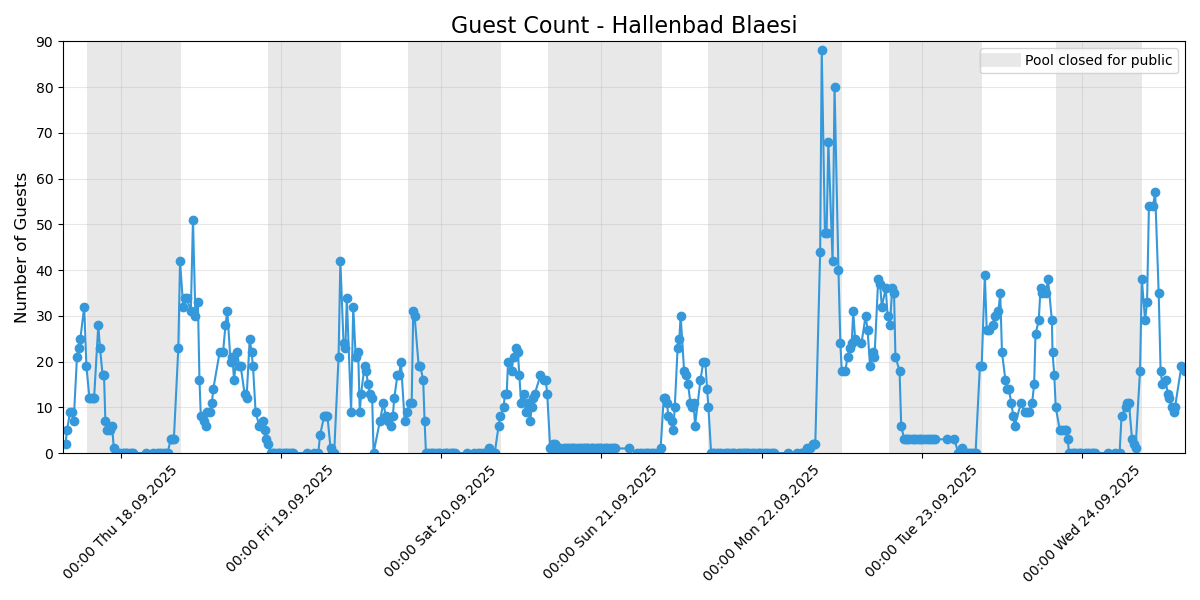 Guest Count - Hallenbad Blaesi
Pool closed for public
Number of Guests
90
80
70
60
50
40
30
20
10
0
00:00 Thu 18.09.2025
00:00 Fri 19.09.2025
00:00 Sat 20.09.2025
00:00 Sun 21.09.2025
00:00 Mon 22.09.2025
00:00 Tue 23.09.2025
00:00 Wed 24.09.2025